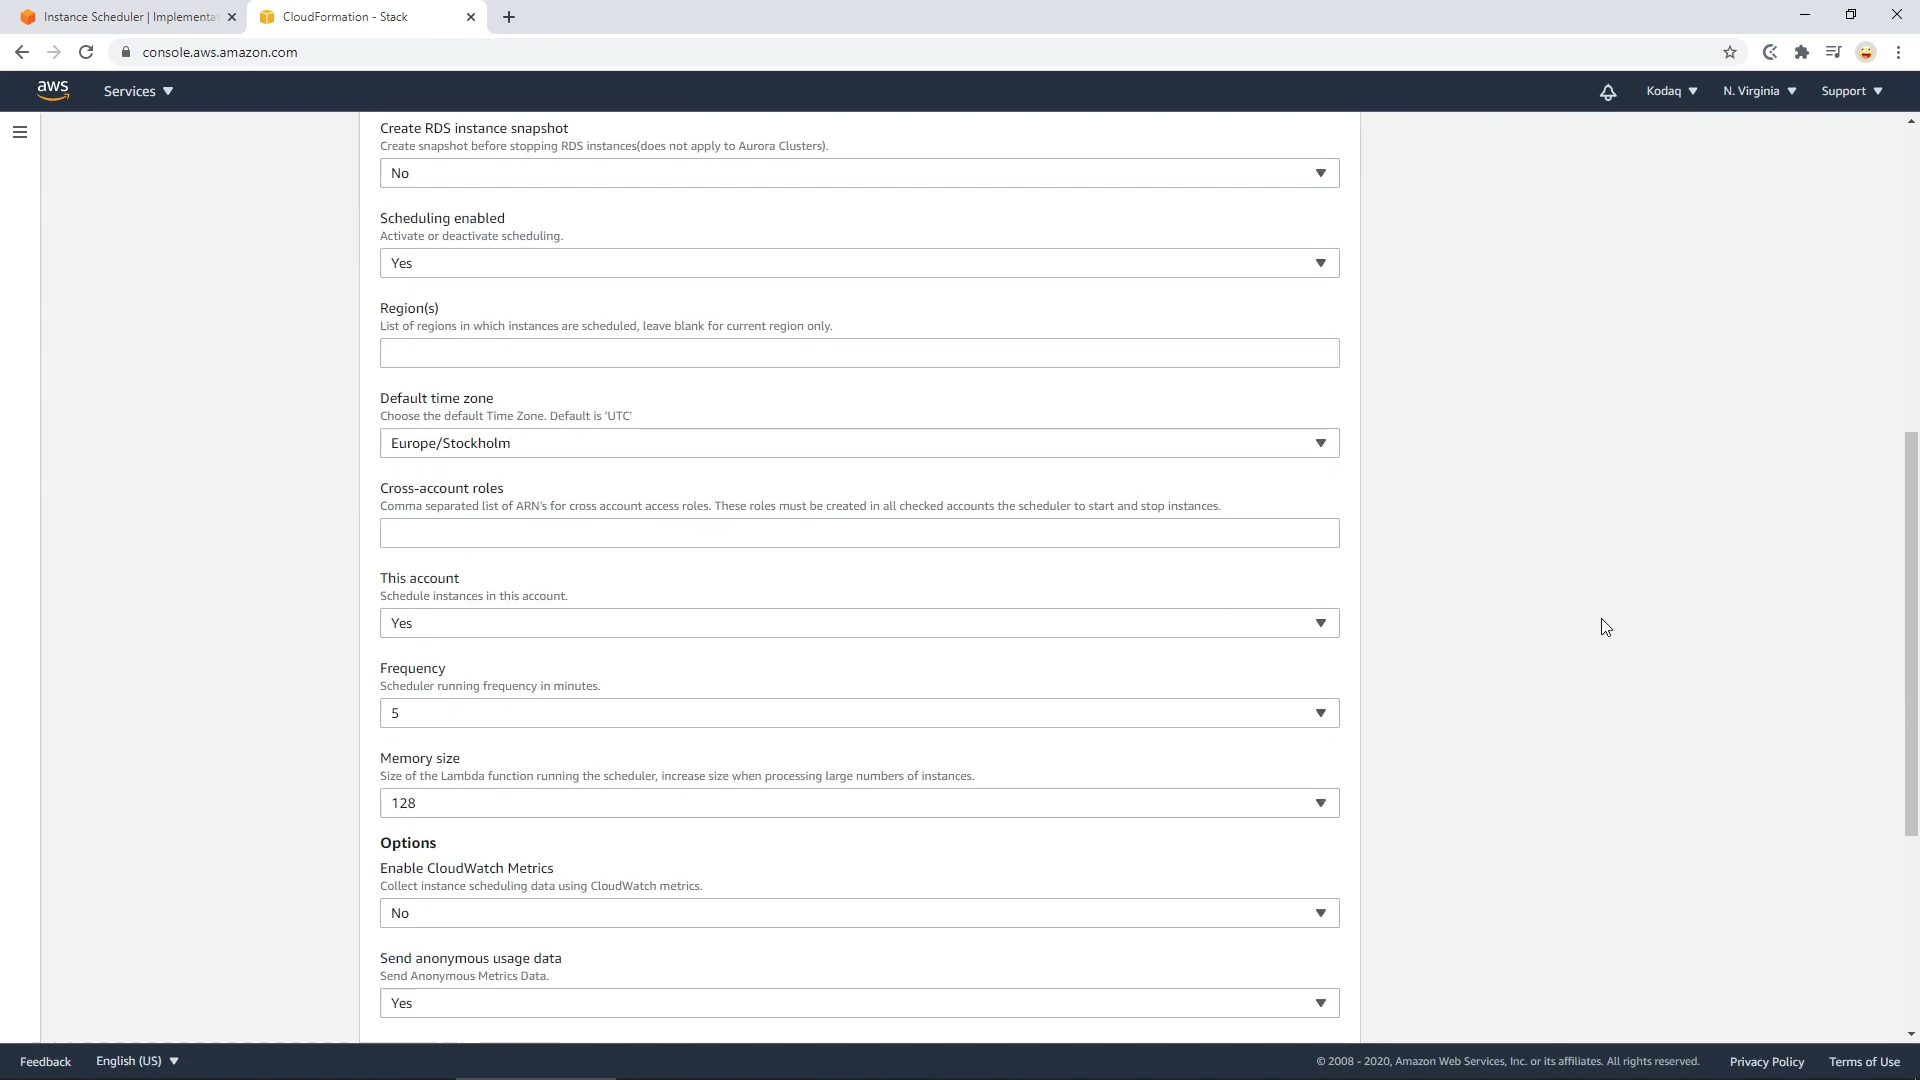 Instance Scheduler | Implementa
CloudFormation - Stack
console.aws.amazon.com
aws
Services
Kodaq
N. Virginia
Support
Create RDS instance snapshot
Create snapshot before stopping RDS instances(does not apply to Aurora Clusters).
No
Scheduling enabled
Activate or deactivate scheduling.
Yes
Region(s)
List of regions in which instances are scheduled, leave blank for current region only.
Default time zone
Choose the default Time Zone. Default is 'UTC'
Europe/Stockholm
Cross-account roles
Comma separated list of ARN's for cross account access roles. These roles must be created in all checked accounts the scheduler to start and stop instances.
This account
Schedule instances in this account.
Yes
Frequency
Scheduler running frequency in minutes.
5
Memory size
Size of the Lambda function running the scheduler, increase size when processing large numbers of instances.
128
Options
Enable CloudWatch Metrics
Collect instance scheduling data using CloudWatch metrics.
No
Send anonymous usage data
Send Anonymous Metrics Data.
Yes
Feedback
English (US)
© 2008 - 2020, Amazon Web Services, Inc. or its affiliates. All rights reserved.
Privacy Policy
Terms of Use